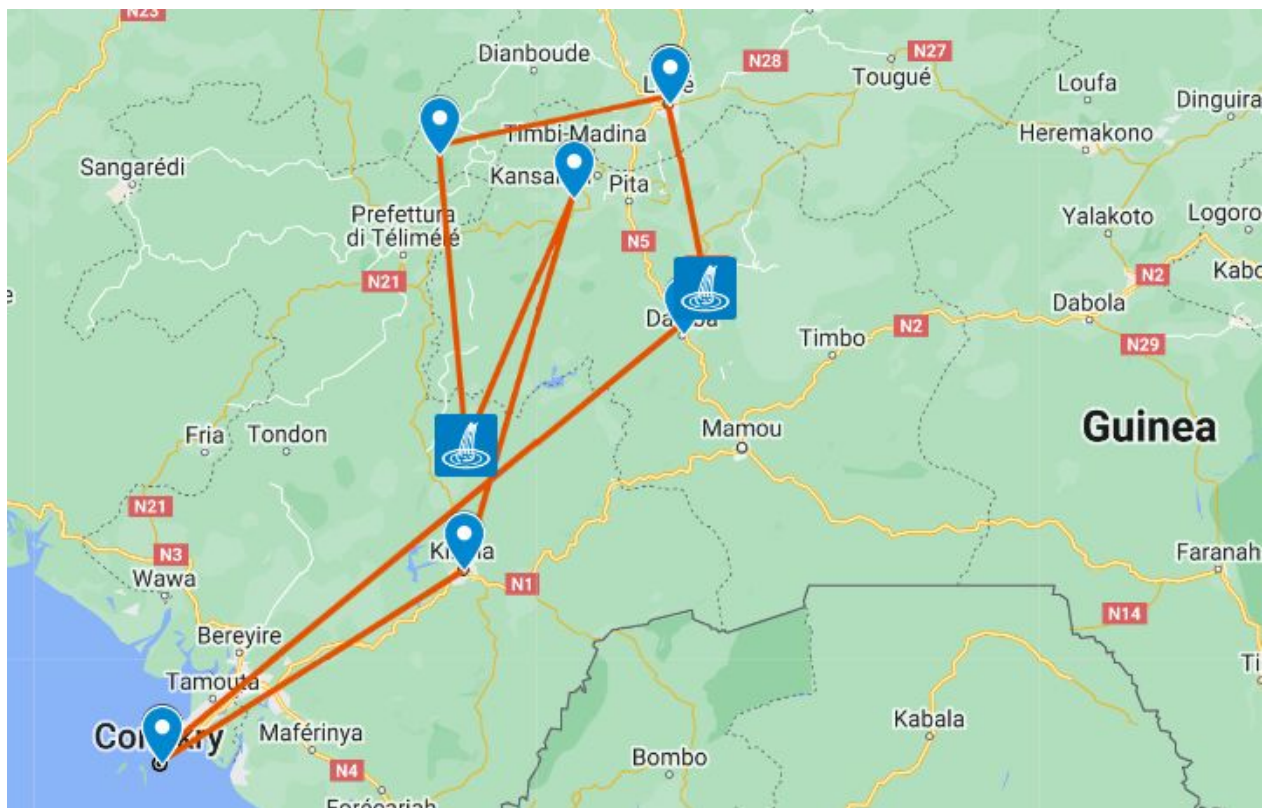 N23
Dianboude
N28
N27
Tougué
Loufa
Dinguira
Timbi-Madina
Heremakono
Sangarédi
Pita
Prefettura
di Télimélé
Yalakoto
Logoro
N5
N2
Kabo
N21
Dabola
N2
Timbo
N29
Mamou
Guinea
Fria
Tondon
N21
N3
Wawa
N1
Faranah
N14
Bereyire
Tamouta
Maférinya
Kabala
N4
Bombo